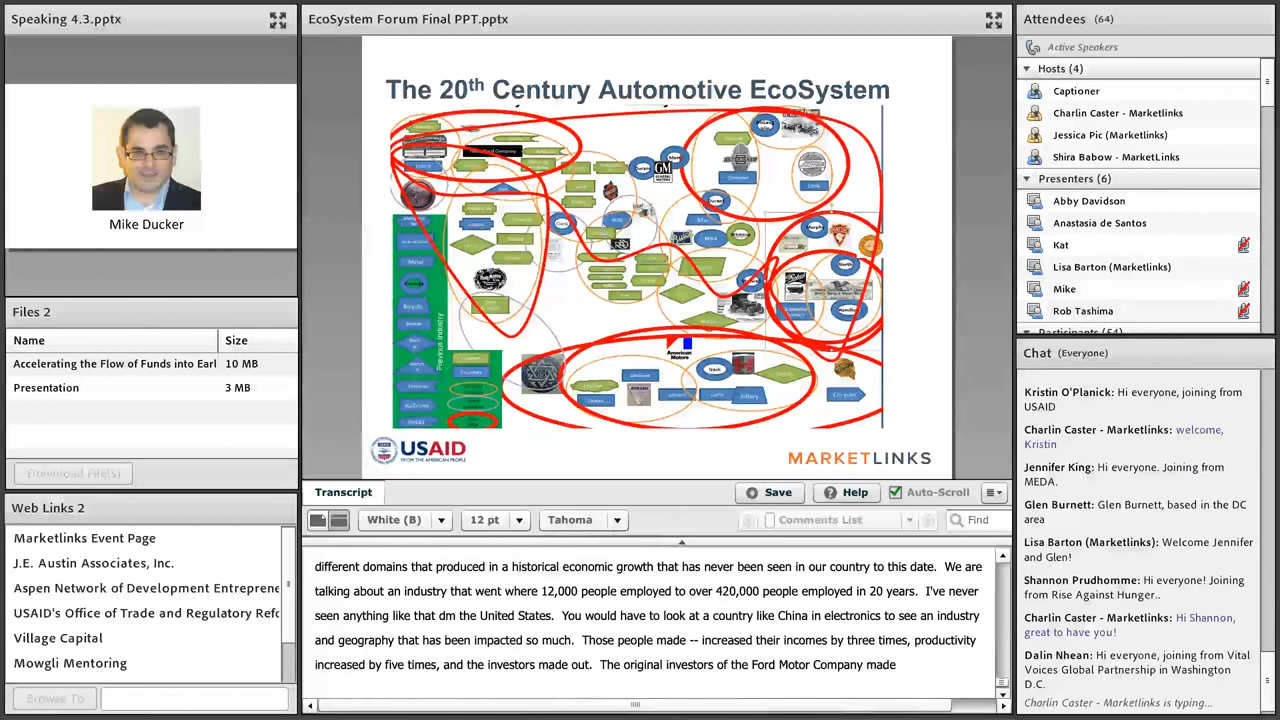 Speaking 4.3.pptx
Mike Ducker
Files 2
Name Size
Accelerating the Flow of Funds into Earl 10 MB
Presentation 3 MB
Download File(s)
Web Links 2
Marketlinks Event Page
J.E. Austin Associates, Inc.
Aspen Network of Development Entreprene
USAID's Office of Trade and Regulatory Refo
Village Capital
Mowgli Mentoring
Browse To
EcoSystem Forum Final PPT.pptx
The 20th Century Automotive EcoSystem
GM
Previous Industry
American
Motors
USAID
FROM THE AMERICAN PEOPLE
MARKETLINKS
Transcript
Save
Help
Auto-Scroll
White (B)
12 pt
Tahoma
Comments List
Find
different domains that produced in a historical economic growth that has never been seen in our country to this date. We are
talking about an industry that went where 12,000 people employed to over 420,000 people employed in 20 years. I've never
seen anything like that dm the United States. You would have to look at a country like China in electronics to see an industry
and geography that has been impacted so much. Those people made -- increased their incomes by three times, productivity
increased by five times, and the investors made out. The original investors of the Ford Motor Company made
Attendees (64)
Active Speakers
Hosts (4)
Captioner
Charlin Caster - Marketlinks
Jessica Pic (Marketlinks)
Shira Babow - MarketLinks
Presenters (6)
Abby Davidson
Anastasia de Santos
Kat
Lisa Barton (Marketlinks)
Mike
Rob Tashima
Participants (54)
Chat (Everyone)
Kristin O'Planick: Hi everyone, joining from
USAID
Charlin Caster - Marketlinks: welcome,
Kristin
Jennifer King: Hi everyone. Joining from
MEDA.
Glen Burnett: Glen Burnett, based in the DC
area
Lisa Barton (Marketlinks): Welcome Jennifer
and Glen!
Shannon Prudhomme: Hi everyone! Joining
from Rise Against Hunger..
Charlin Caster - Marketlinks: Hi Shannon,
great to have you!
Dalin Nhean: Hi everyone, joining from Vital
Voices Global Partnership in Washington
D.C.
Charlin Caster - Marketlinks is typing...